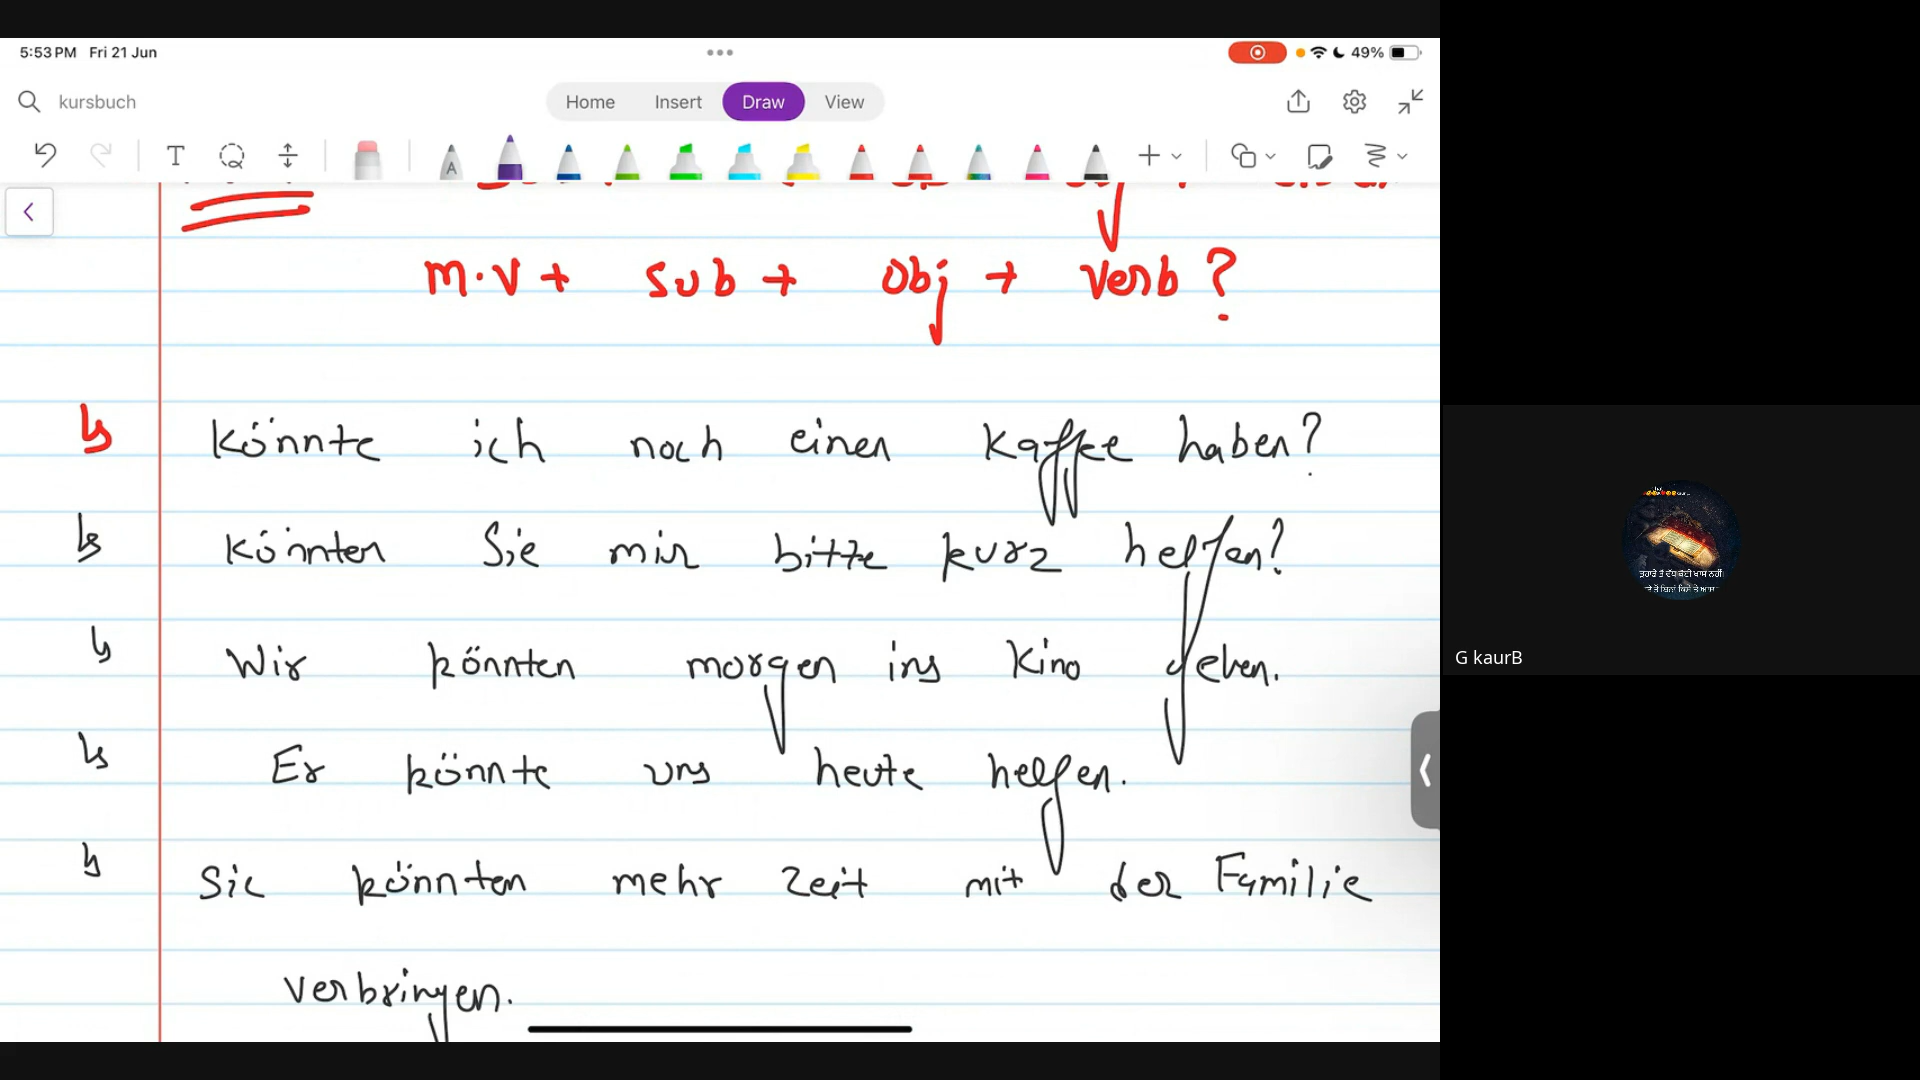 5:53 PM Fri 21 Jun
49%
kursbuch
Home Insert Draw View
m.v + sub + obj + verb?
könnte ich noch einen Kaffee haben?
könnten Sie mir bitte kurz helfen?
Wir könnten morgen ins Kino gehen.
Er könnte uns heute helfen.
Sie könnten mehr Zeit mit der Familie
verbringen.
G kaurB